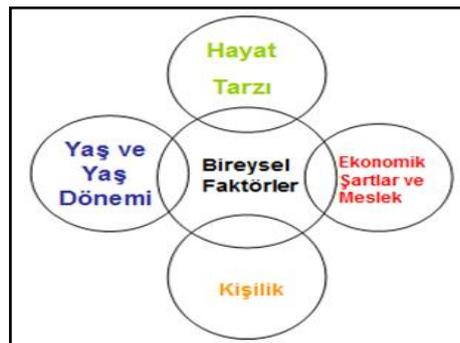 Hayat
Tarzı
Yaş ve
Yaş
Dönemi
Bireysel
Faktörler
Ekonomik
Şartlar ve
Meslek
Kişilik